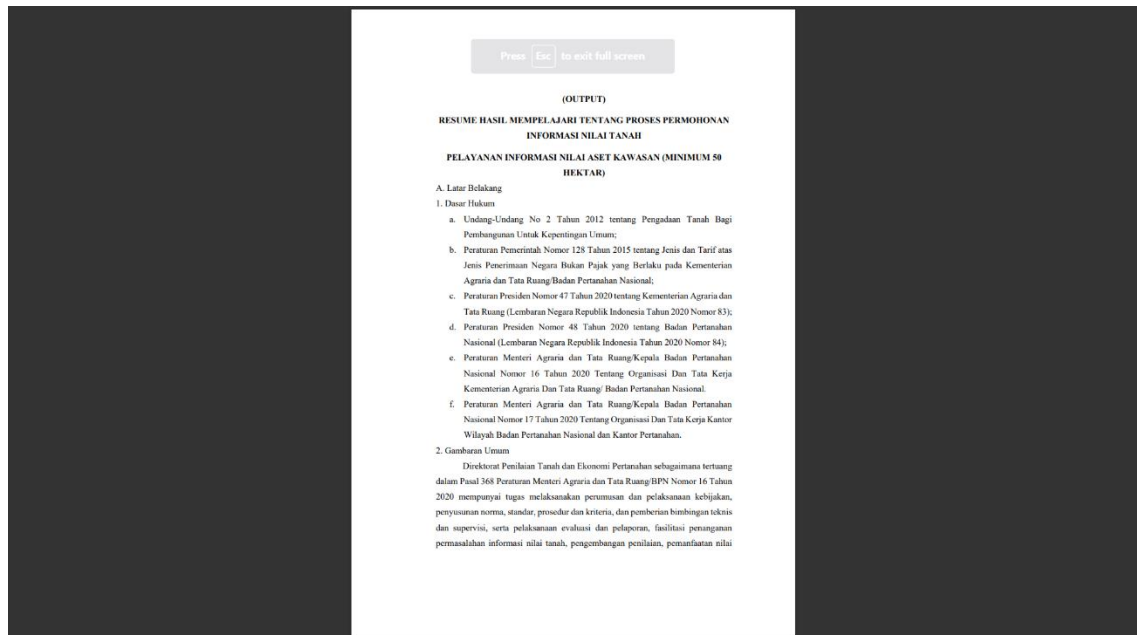 Press Esc to exit full screen
(OUTPUT)
RESUME HASIL MEMPELAJARI TENTANG PROSES PERMOHONAN
INFORMASI NILAI TANAH
PELAYANAN INFORMASI NILAI ASET KAWASAN (MINIMUM 50
HEKTAR)
A. Latar Belakang
1. Dasar Hukum
a. Undang-Undang No 2 Tahun 2012 tentang Pengadaan Tanah Bagi
Pembangunan Untuk Kepentingan Umum;
b. Peraturan Pemerintah Nomor 128 Tahun 2015 tentang Jenis dan Tarif atas
Jenis Penerimaan Negara Bukan Pajak yang Berlaku pada Kementerian
Agraria dan Tata Ruang/Badan Pertanahan Nasional;
c. Peraturan Presiden Nomor 47 Tahun 2020 tentang Kementerian Agraria dan
Tata Ruang (Lembaran Negara Republik Indonesia Tahun 2020 Nomor 83);
d. Peraturan Presiden Nomor 48 Tahun 2020 tentang Badan Pertanahan
Nasional (Lembaran Negara Republik Indonesia Tahun 2020 Nomor 84);
e. Peraturan Menteri Agraria dan Tata Ruang/Kepala Badan Pertanahan
Nasional Nomor 16 Tahun 2020 Tentang Organisasi Dan Tata Kerja
Kementerian Agraria Dan Tata Ruang/ Badan Pertanahan Nasional.
f. Peraturan Menteri Agraria dan Tata Ruang/Kepala Badan Pertanahan
Nasional Nomor 17 Tahun 2020 Tentang Organisasi Dan Tata Kerja Kantor
Wilayah Badan Pertanahan Nasional dan Kantor Pertanahan.
2. Gambaran Umum
Direktorat Penilaian Tanah dan Ekonomi Pertanahan sebagaimana tertuang
dalam Pasal 368 Peraturan Menteri Agraria dan Tata Ruang/BPN Nomor 16 Tahun
2020 mempunyai tugas melaksanakan perumusan dan pelaksanaan kebijakan,
penyusunan norma, standar, prosedur dan kriteria, dan pemberian bimbingan teknis
dan supervisi, serta pelaksanaan evaluasi dan pelaporan, fasilitasi penanganan
permasalahan informasi nilai tanah, pengembangan penilaian, pemanfaatan nilai